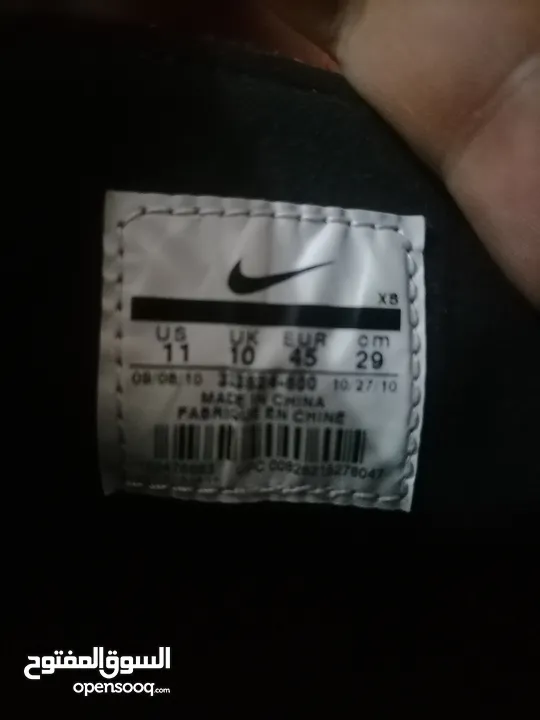 XB
US UK EUR cm
11 10 45 29
09/08/10 10/27/10
MADE IN CHINA
FABRIQUE EN CHINE
السوق المفتوح
opensooq.com